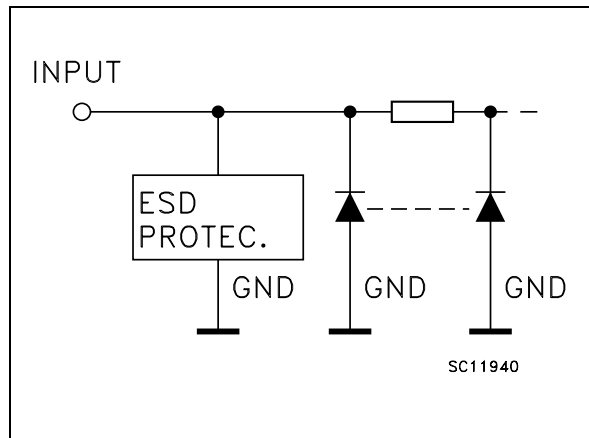 INPUT
ESD
PROTEC.
GND GND GND
SC11940